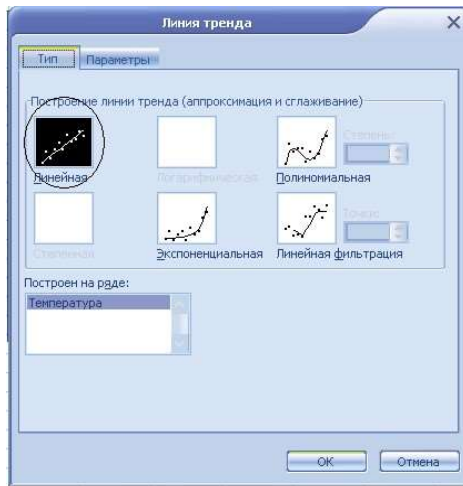 Линия тренда
Тип Параметры
Построение линии тренда (аппроксимация и сглаживание)
Степень:
Линейная Логарифмическая Полиномиальная
Точки:
Степенная Экспоненциальная Линейная фильтрация
Построен на ряде:
Температура
ОК Отмена